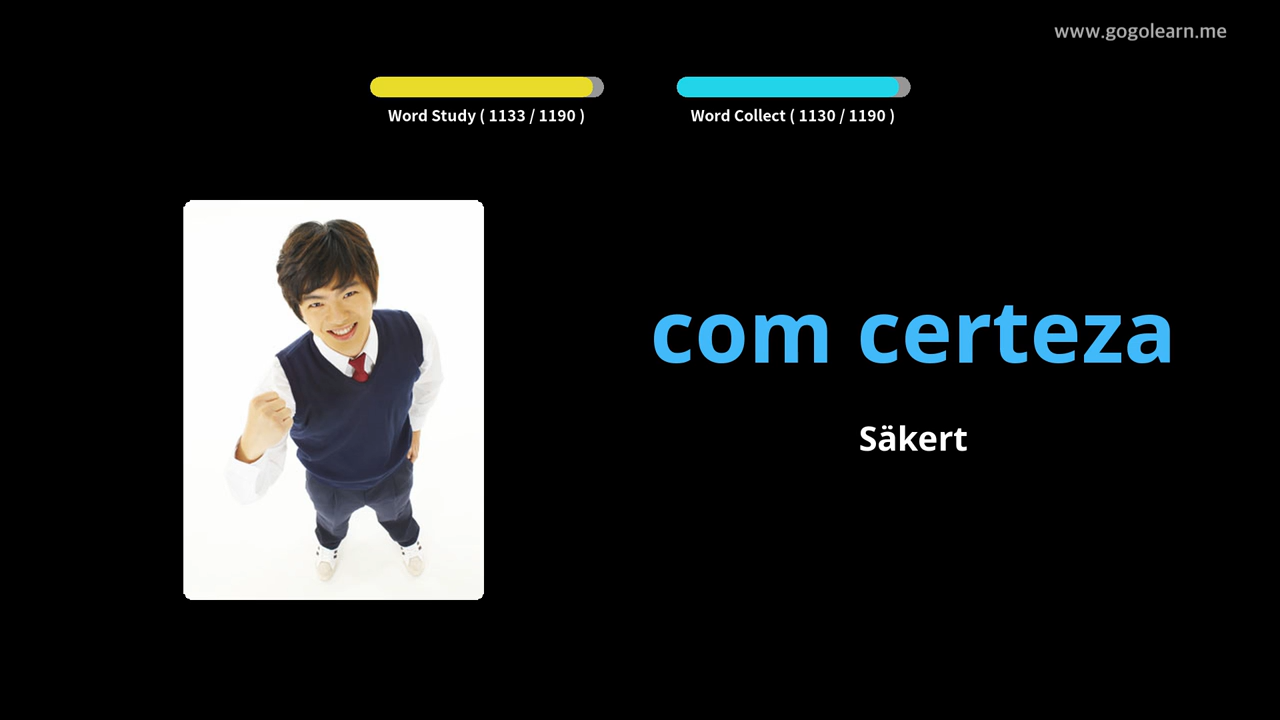 www.gogolearn.me
Word Study ( 1133 / 1190 )
Word Collect ( 1130 / 1190 )
com certeza
Säkert